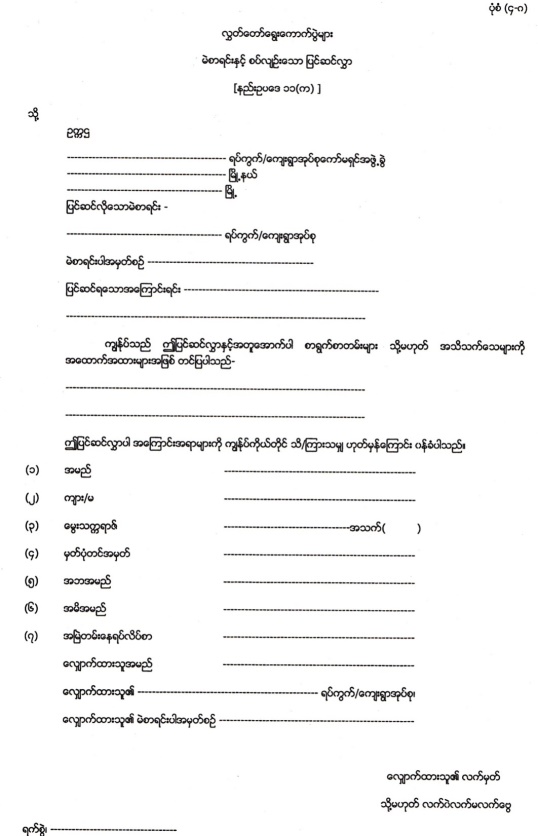 ပုံစံ (၄-ဂ)
လွှတ်တော်ရွေးကောက်ပွဲများ
မဲစာရင်းနှင့် စပ်လျဉ်းသော ပြင်ဆင်လွှာ
[နည်းဥပဒေ ၁၁(က) ]
သို့
ဥက္ကဋ္ဌ
---------------------------------------------- ရပ်ကွက်/ကျေးရွာအုပ်စုကော်မရှင်အဖွဲ့ခွဲ
---------------------------------------------- မြို့နယ်
--------------------------------------------- မြို့
ပြင်ဆင်လိုသောမဲစာရင်း -
--------------------------------------------- ရပ်ကွက်/ကျေးရွာအုပ်စု
မဲစာရင်းပါအမှတ်စဉ် ------------------------------------------------
ပြင်ဆင်ရသောအကြောင်းရင်း ---------------------------------------------------------
---------------------------------------------------------------------------------------
ကျွန်ုပ်သည် ဤပြင်ဆင်လွှာနှင့်အတူအောက်ပါ စာရွက်စာတမ်းများ သို့မဟုတ် အသိသက်သေများကို
အထောက်အထားများအဖြစ် တင်ပြပါသည်-
---------------------------------------------------------------------------------------
---------------------------------------------------------------------------------------
ဤပြင်ဆင်လွှာပါ အကြောင်းအရာများကို ကျွန်ုပ်ကိုယ်တိုင် သိ/ကြားသမျှ ဟုတ်မှန်ကြောင်း ဝန်ခံပါသည်။
(၁) အမည် --------------------------------------------------------
(၂) ကျား/မ --------------------------------------------------------
(၃) မွေးသက္ကရာဇ် -------------------------------------အသက်( )
(၄) မှတ်ပုံတင်အမှတ် --------------------------------------------------------
(၅) အဘအမည် --------------------------------------------------------
(၆) အမိအမည် --------------------------------------------------------
(၇) အမြဲတမ်းနေရပ်လိပ်စာ --------------------------------------------------------
လျှောက်ထားသူအမည် --------------------------------------------------------
လျှောက်ထားသူ၏ ---------------------------------------------------- ရပ်ကွက်/ကျေးရွာအုပ်စု၊
လျှောက်ထားသူ၏ မဲစာရင်းပါအမှတ်စဉ် ---------------------------------------------------------
လျှောက်ထားသူ၏ လက်မှတ်
သို့မဟုတ် လက်ဝဲလက်မလက်ဗွေ
ရက်စွဲ၊ -------------------------------------